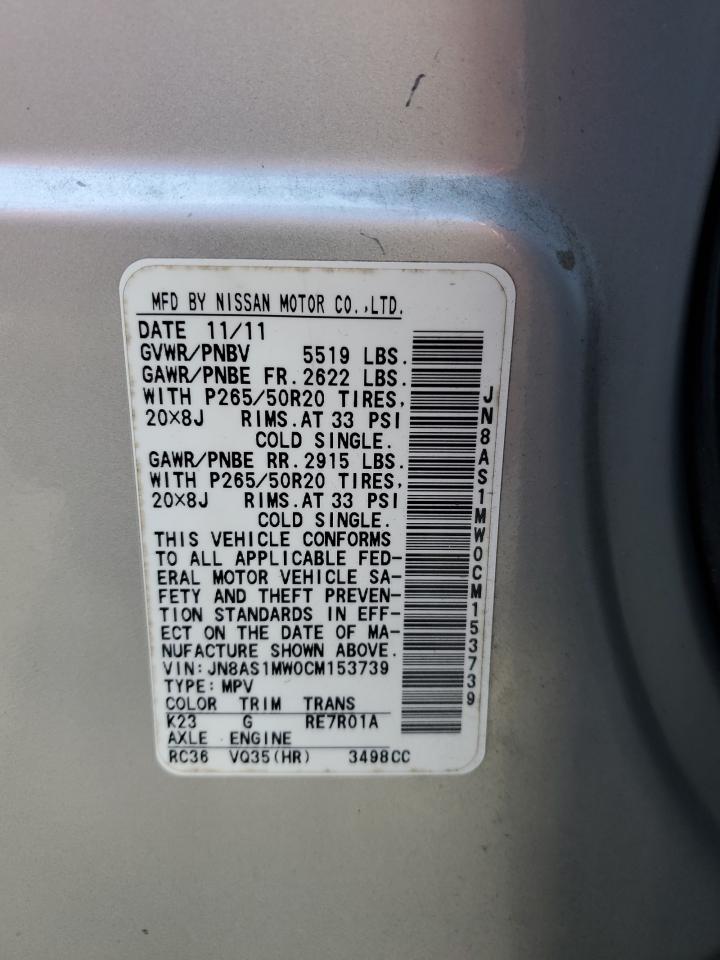 MFD BY NISSAN MOTOR CO.,LTD.
DATE 11/11
GVWR/PNBV 5519 LBS.
GAWR/PNBE FR.2622 LBS.
WITH P265/50R20 TIRES,
20×8J RIMS.AT 33 PSI
COLD SINGLE.
GAWR/PNBE RR.2915 LBS.
WITH P265/50R20 TIRES,
20×8J RIMS.AT 33 PSI
COLD SINGLE.
THIS VEHICLE CONFORMS
TO ALL APPLICABLE FED-
ERAL MOTOR VEHICLE SA-
FETY AND THEFT PREVEN-
TION STANDARDS IN EFF-
ECT ON THE DATE OF MA-
NUFACTURE SHOWN ABOVE.
VIN:JN8AS1MW0CM153739
TYPE:MPV
COLOR TRIM TRANS
K23 G RE7R01A
AXLE ENGINE
RC36 VQ35(HR) 3498CC
JN8AS1MW0CM153739